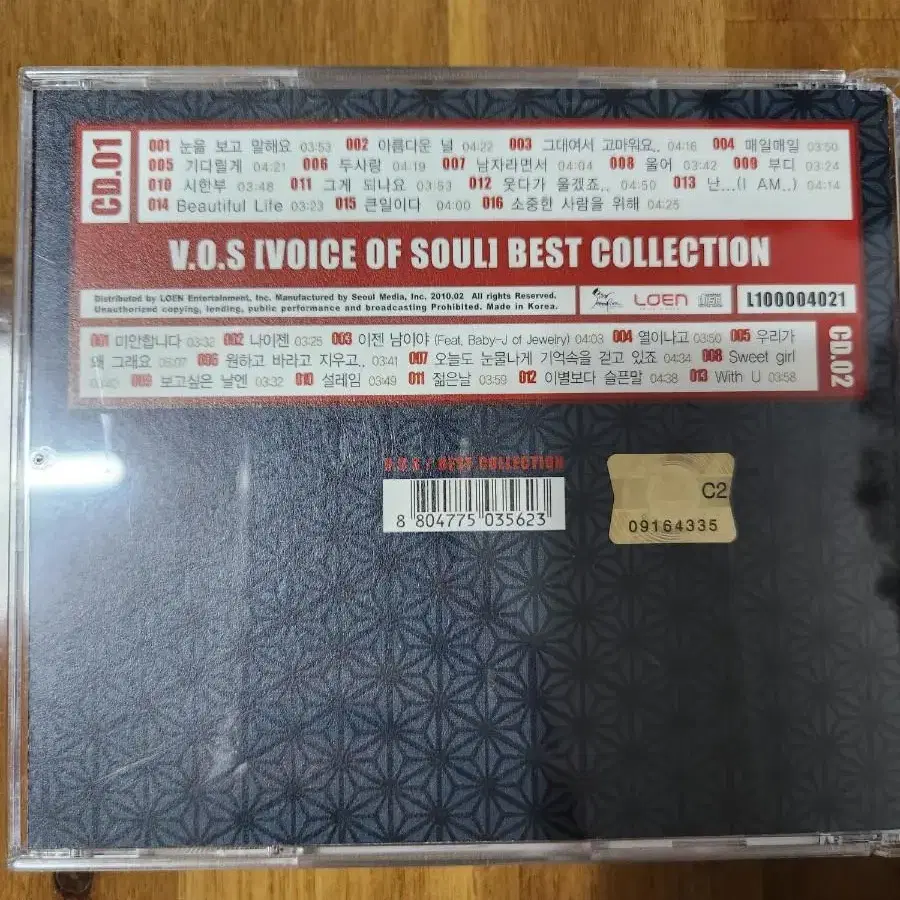 CD.01
001 눈을 보고 말해요 03:53 002 아름다운 널 04:22 003 그대여서 고마워요.. 04:16 004 매일매일 03:50
005 기다릴게 04:21 006 두사랑 04:19 007 남자라면서 04:04 008 울어 03:42 009 부디 03:24
010 시한부 03:48 011 그게 되나요 03:53 012 웃다가 울겠죠.. 04:50 013 난...(I AM..) 04:14
014 Beautiful Life 03:23 015 큰일이다 04:00 016 소중한 사람을 위해 04:25
V.O.S [VOICE OF SOUL] BEST COLLECTION
Distributed by LOEN Entertainment, Inc. Manufactured by Seoul Media, Inc. 2010.02 All rights Reserved.
Unauthorized copying, lending, public performance and broadcasting Prohibited. Made in Korea.
LOEN
L100004021
001 미안합니다 03:32 002 나이젠 03:25 003 이젠 남이야 (Feat. Baby-J of Jewelry) 04:03 004 열이나고 03:50 005 우리가
왜 그래요 05:07 006 원하고 바라고 지우고.. 03:41 007 오늘도 눈물나게 기억속을 걷고 있죠 04:34 008 Sweet girl
009 보고싶은 날엔 03:32 010 설레임 03:49 011 젊은날 03:59 012 이별보다 슬픈말 04:38 013 With U 03:58
CD.02
V.O.S / BEST COLLECTION
8 804775 035623
C2
09164335